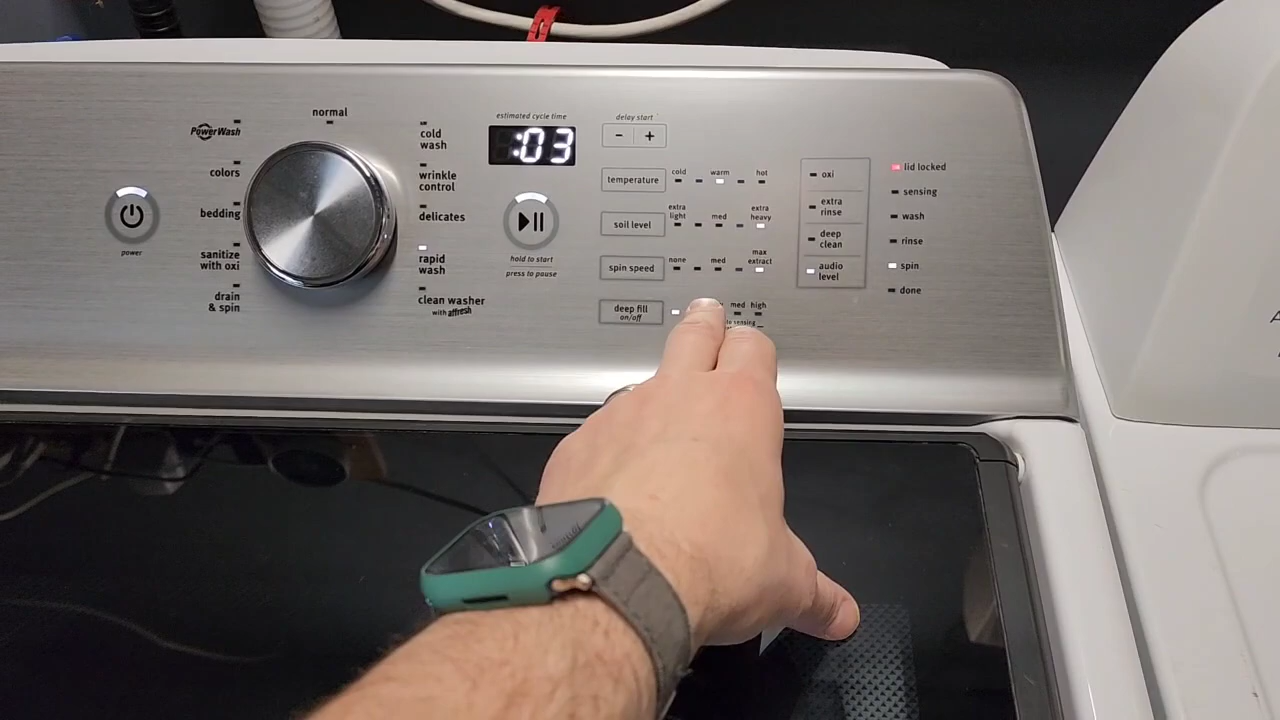 PowerWash
colors
bedding
sanitize
with oxi
drain
& spin
power
normal
cold
wash
wrinkle
control
delicates
rapid
wash
clean washer
with affresh
estimated cycle time
:03
hold to start
press to pause
delay start
- +
temperature
cold warm hot
soil level
extra
light med extra
heavy
spin speed
none med max
extract
deep fill
on/off
med high
sensing
oxi
extra
rinse
deep
clean
audio
level
lid locked
sensing
wash
rinse
spin
done